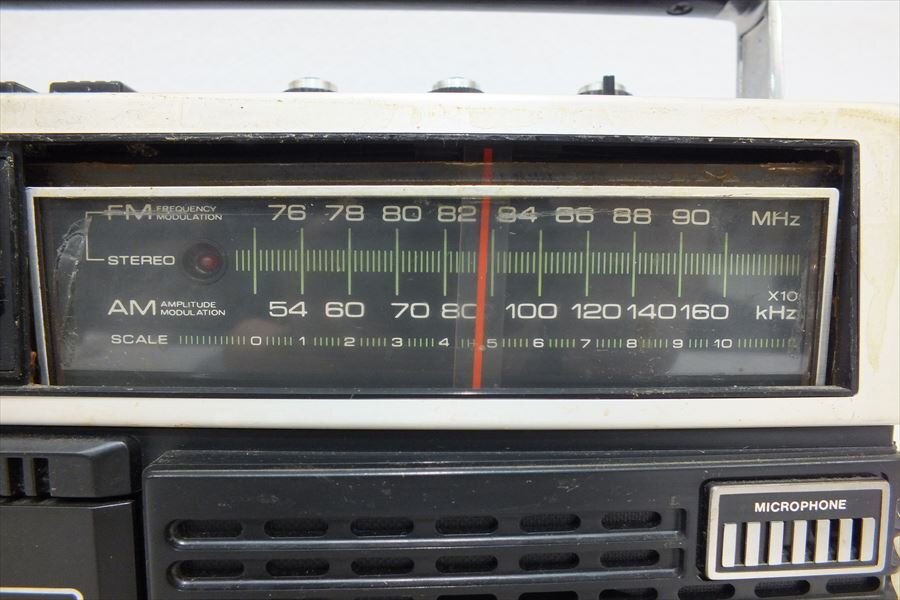 FM FREQUENCY MODULATION 76 78 80 82 84 86 88 90 MHz
STEREO
AM AMPLITUDE MODULATION 54 60 70 80 100 120 140 160 X10 kHz
SCALE 0 1 2 3 4 5 6 7 8 9 10
MICROPHONE